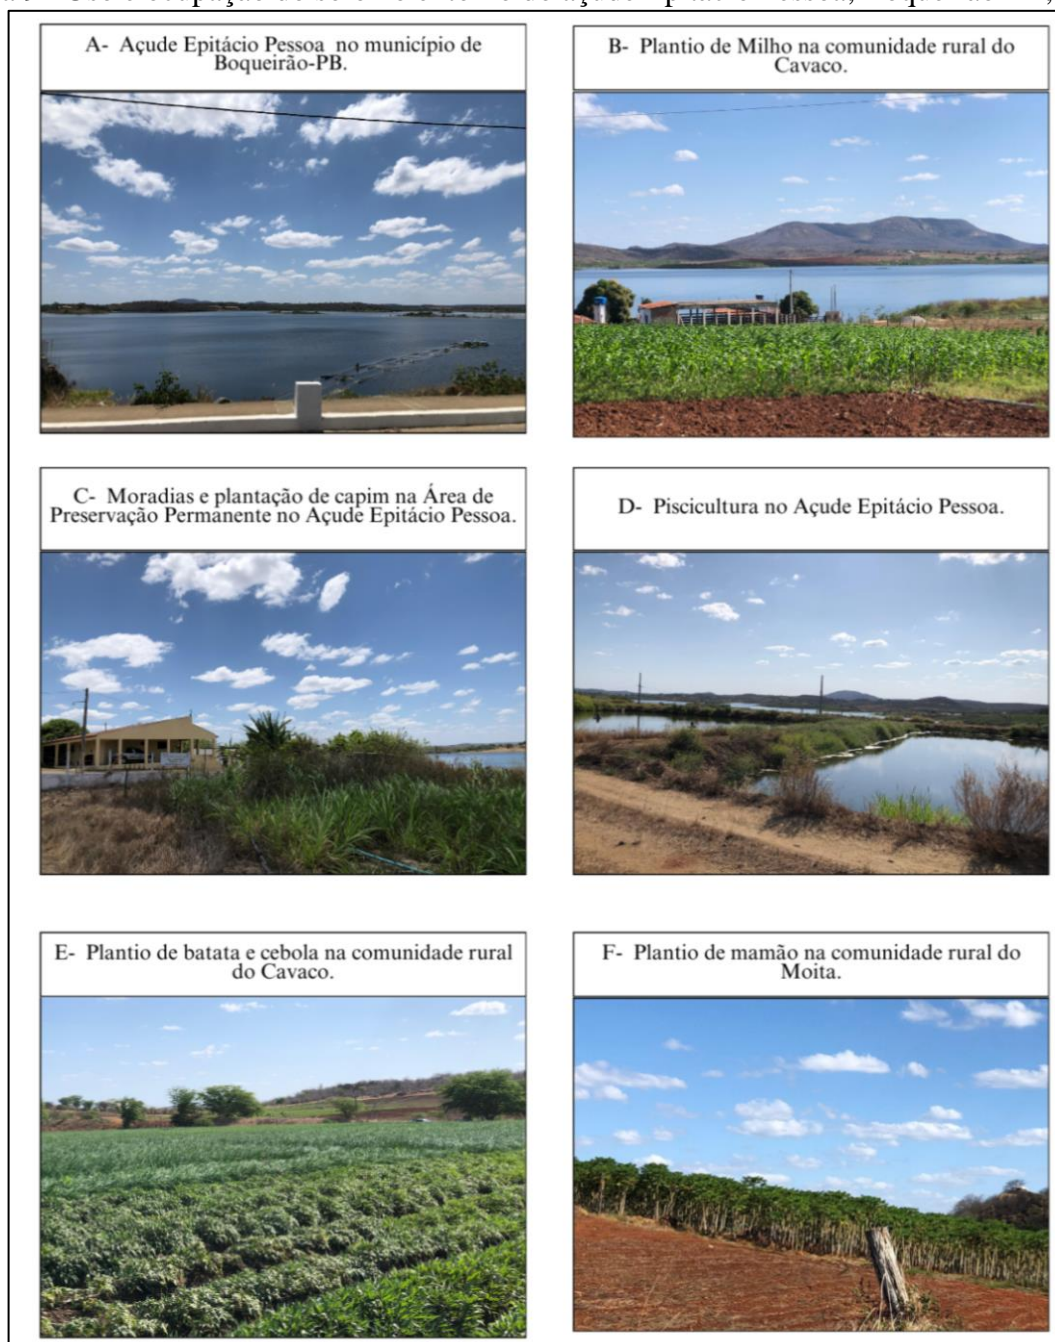 A- Açude Epitácio Pessoa no município de
Boqueirão-PB.
B- Plantio de Milho na comunidade rural do
Cavaco.
C- Moradias e plantação de capim na Área de
Preservação Permanente no Açude Epitácio Pessoa.
D- Piscicultura no Açude Epitácio Pessoa.
E- Plantio de batata e cebola na comunidade rural
do Cavaco.
F- Plantio de mamão na comunidade rural do
Moita.